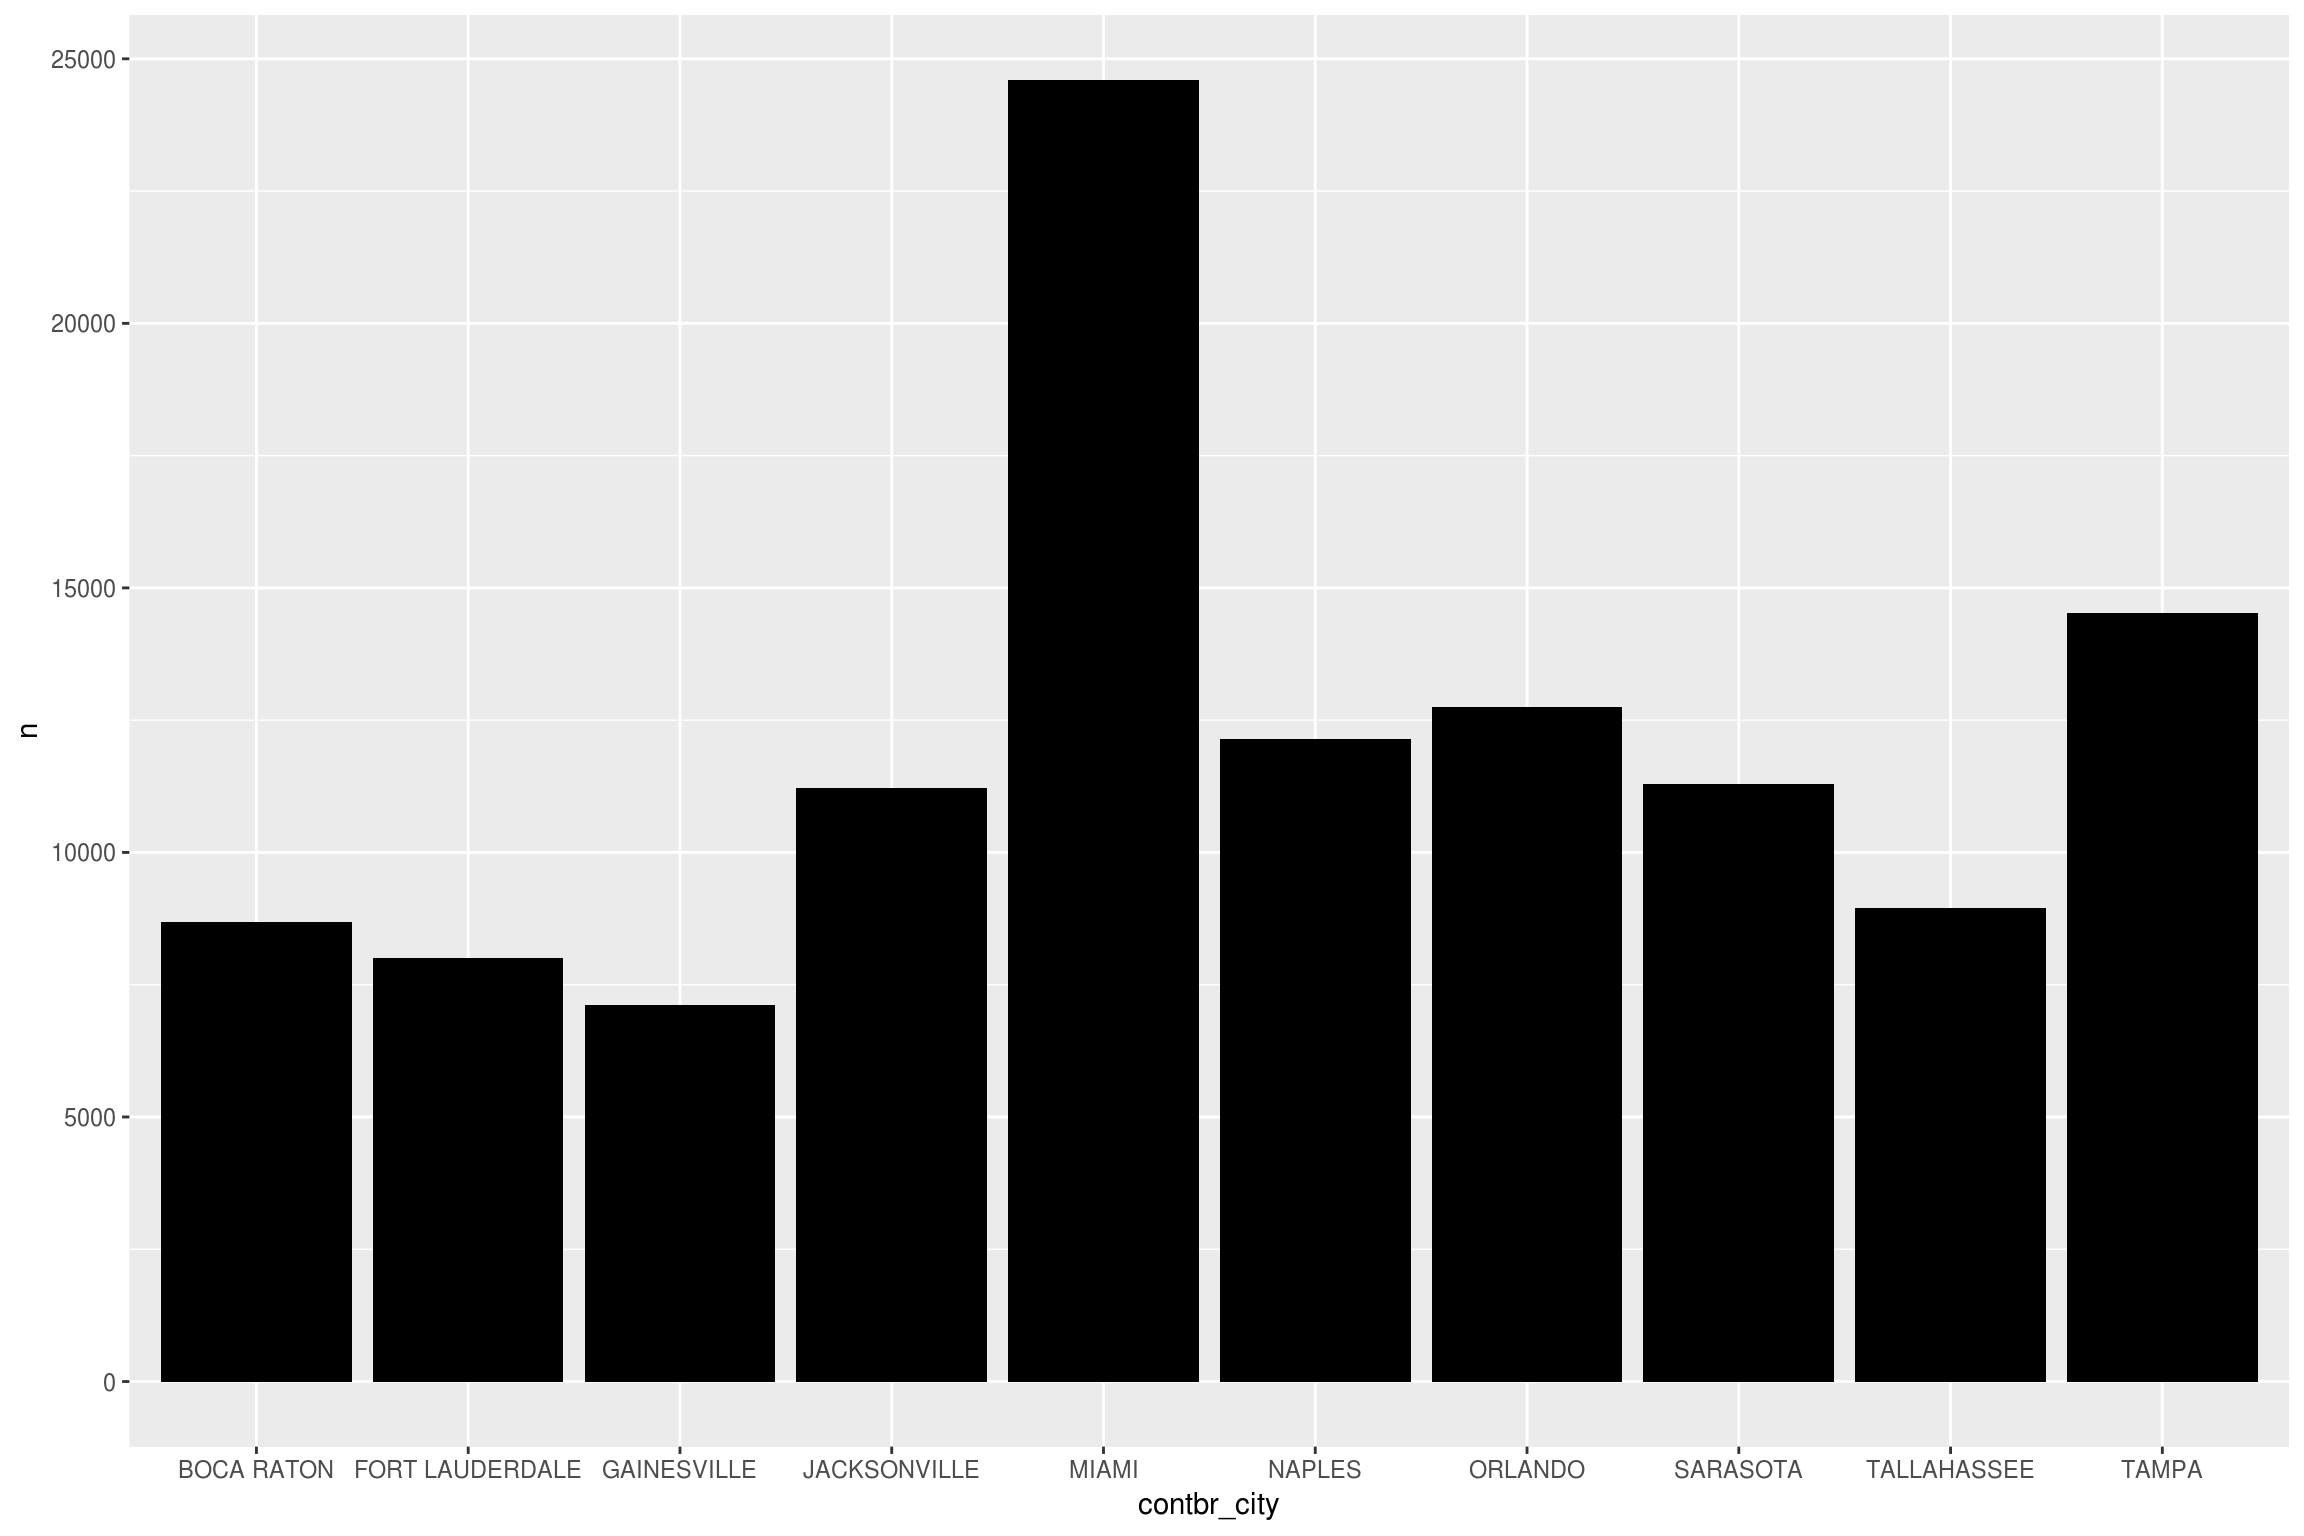 25000
20000
15000
10000
5000
0
n
BOCA RATON FORT LAUDERDALE GAINESVILLE JACKSONVILLE MIAMI NAPLES ORLANDO SARASOTA TALLAHASSEE TAMPA
contbr_city